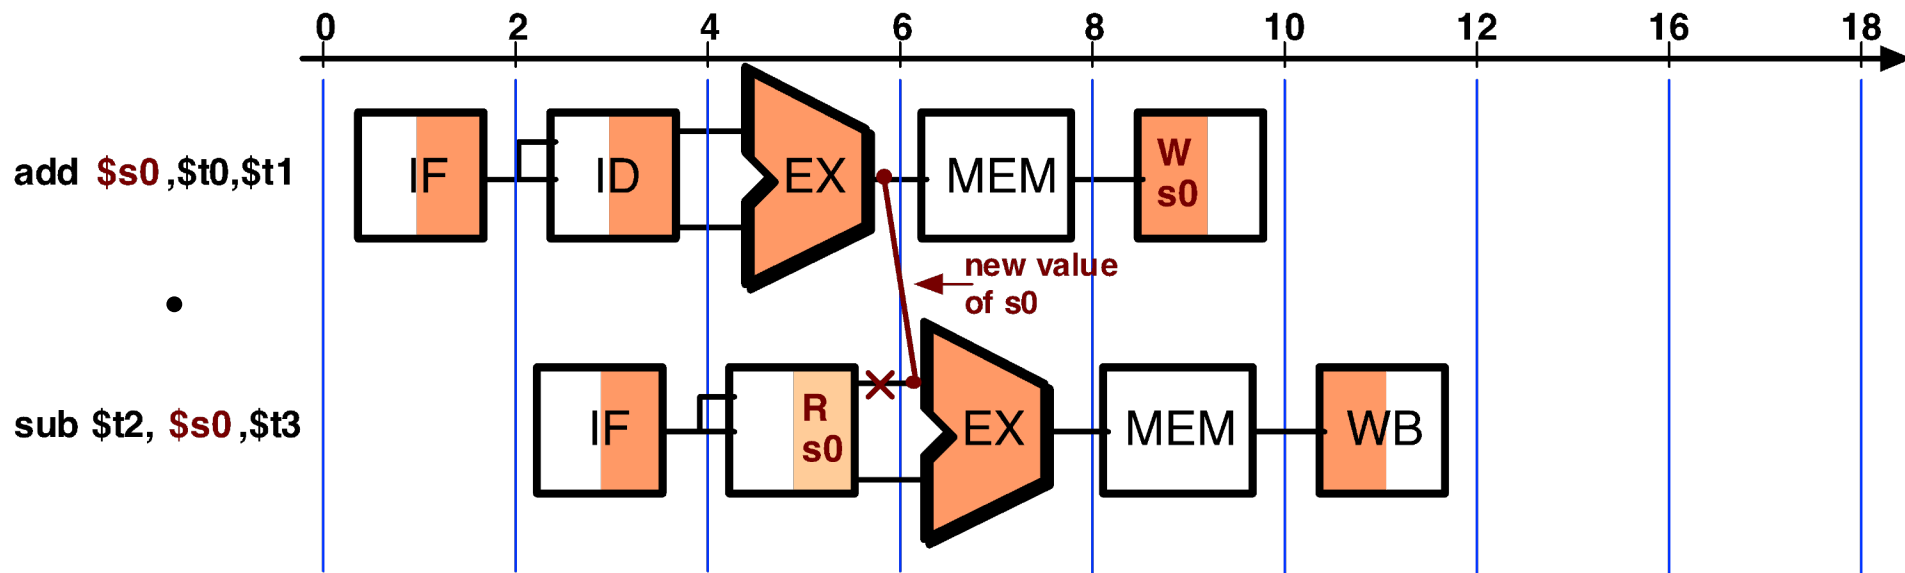 0 2 4 6 8 10 12 16 18
add $s0,$t0,$t1
IF ID EX MEM W
s0
new value
of s0
sub $t2, $s0,$t3
IF R
s0 EX MEM WB